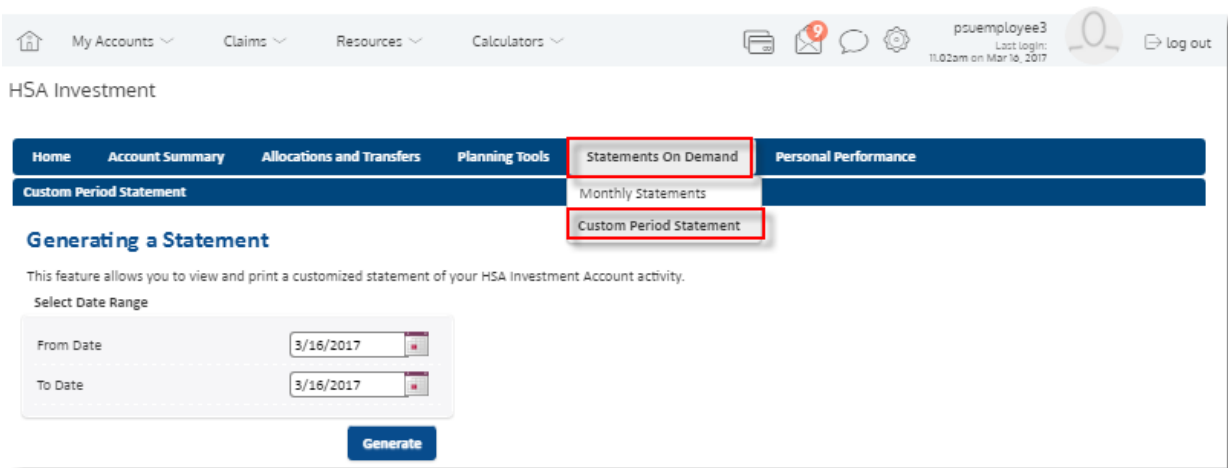 My Accounts Claims Resources Calculators 9 psuemployee3 log out
Last login:
11.02am on Mar 16, 2017
HSA Investment
Home Account Summary Allocations and Transfers Planning Tools Statements On Demand Personal Performance
Custom Period Statement
Monthly Statements
Custom Period Statement
Generating a Statement
This feature allows you to view and print a customized statement of your HSA Investment Account activity.
Select Date Range
From Date 3/16/2017
To Date 3/16/2017
Generate